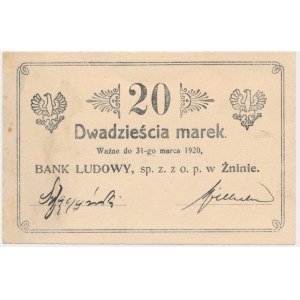 20
Dwadzieścia marek.
Ważne do 31-go marca 1920,
BANK LUDOWY, sp. z. z o. p. w Żninie.